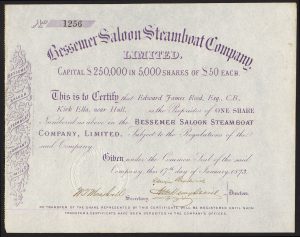 No 1256
Bessemer Saloon Steamboat Company,
LIMITED.
CAPITAL $250,000 IN 5,000 SHARES OF $50 EACH.
This is to Certify that Edward James Reed, Esq., C.B.,
Kirk Ella, near Hull, is the Proprietor of ONE SHARE
Numbered as above in the BESSEMER SALOON STEAMBOAT
COMPANY, LIMITED, Subject to the Regulations of the
said Company.
Given under the Common Seal of the said
Company, this 17th day of January, 1873.
Secretary.
Directors.
NO TRANSFER OF THE SHARE REPRESENTED BY THIS CERTIFICATE WILL BE REGISTERED UNTIL SUCH
TRANSFER & CERTIFICATE HAVE BEEN DEPOSITED IN THE COMPANY'S OFFICES.